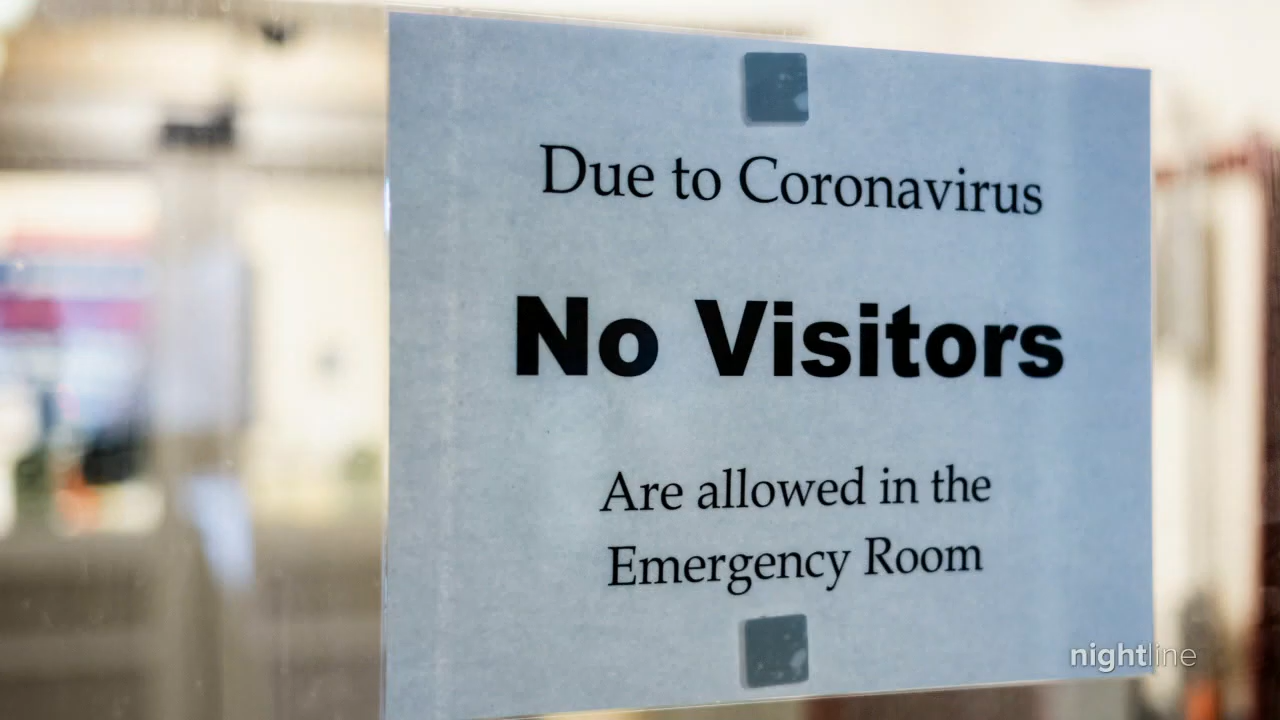 Due to Coronavirus
No Visitors
Are allowed in the
Emergency Room
nightline